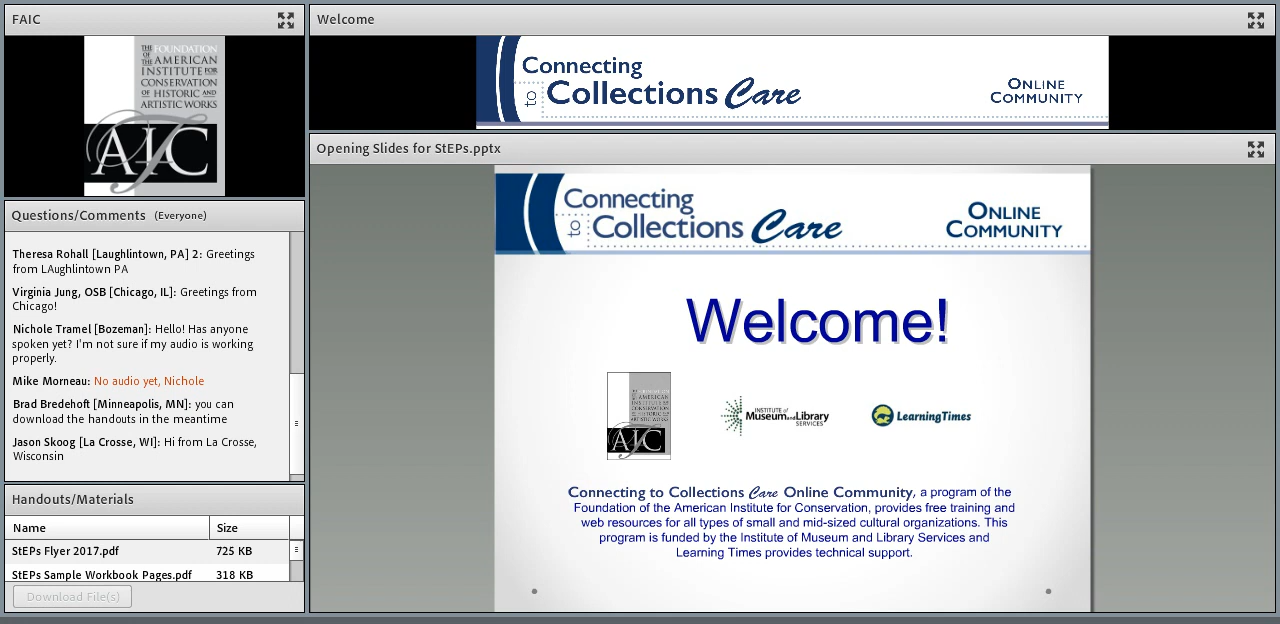 FAIC
THE FOUNDATION
OF THE AMERICAN
INSTITUTE FOR
CONSERVATION
OF HISTORIC AND
ARTISTIC WORKS
AIC
Questions/Comments (Everyone)
Theresa Rohall [Laughlintown, PA] 2: Greetings
from LAughlintown PA
Virginia Jung, OSB [Chicago, IL]: Greetings from
Chicago!
Nichole Tramel [Bozeman]: Hello! Has anyone
spoken yet? I'm not sure if my audio is working
properly.
Mike Morneau: No audio yet, Nichole
Brad Bredehoft [Minneapolis, MN]: you can
download the handouts in the meantime
Jason Skoog [La Crosse, WI]: Hi from La Crosse,
Wisconsin
Handouts/Materials
Name Size
StEPs Flyer 2017.pdf 725 KB
StEPs Sample Workbook Pages.pdf 318 KB
Download File(s)
Welcome
Connecting
to Collections Care
ONLINE
COMMUNITY
Opening Slides for StEPs.pptx
Connecting
to Collections Care
ONLINE
COMMUNITY
Welcome!
AIC
INSTITUTE of
Museum and Library
SERVICES
LearningTimes
Connecting to Collections Care Online Community, a program of the
Foundation of the American Institute for Conservation, provides free training and
web resources for all types of small and mid-sized cultural organizations. This
program is funded by the Institute of Museum and Library Services and
Learning Times provides technical support.